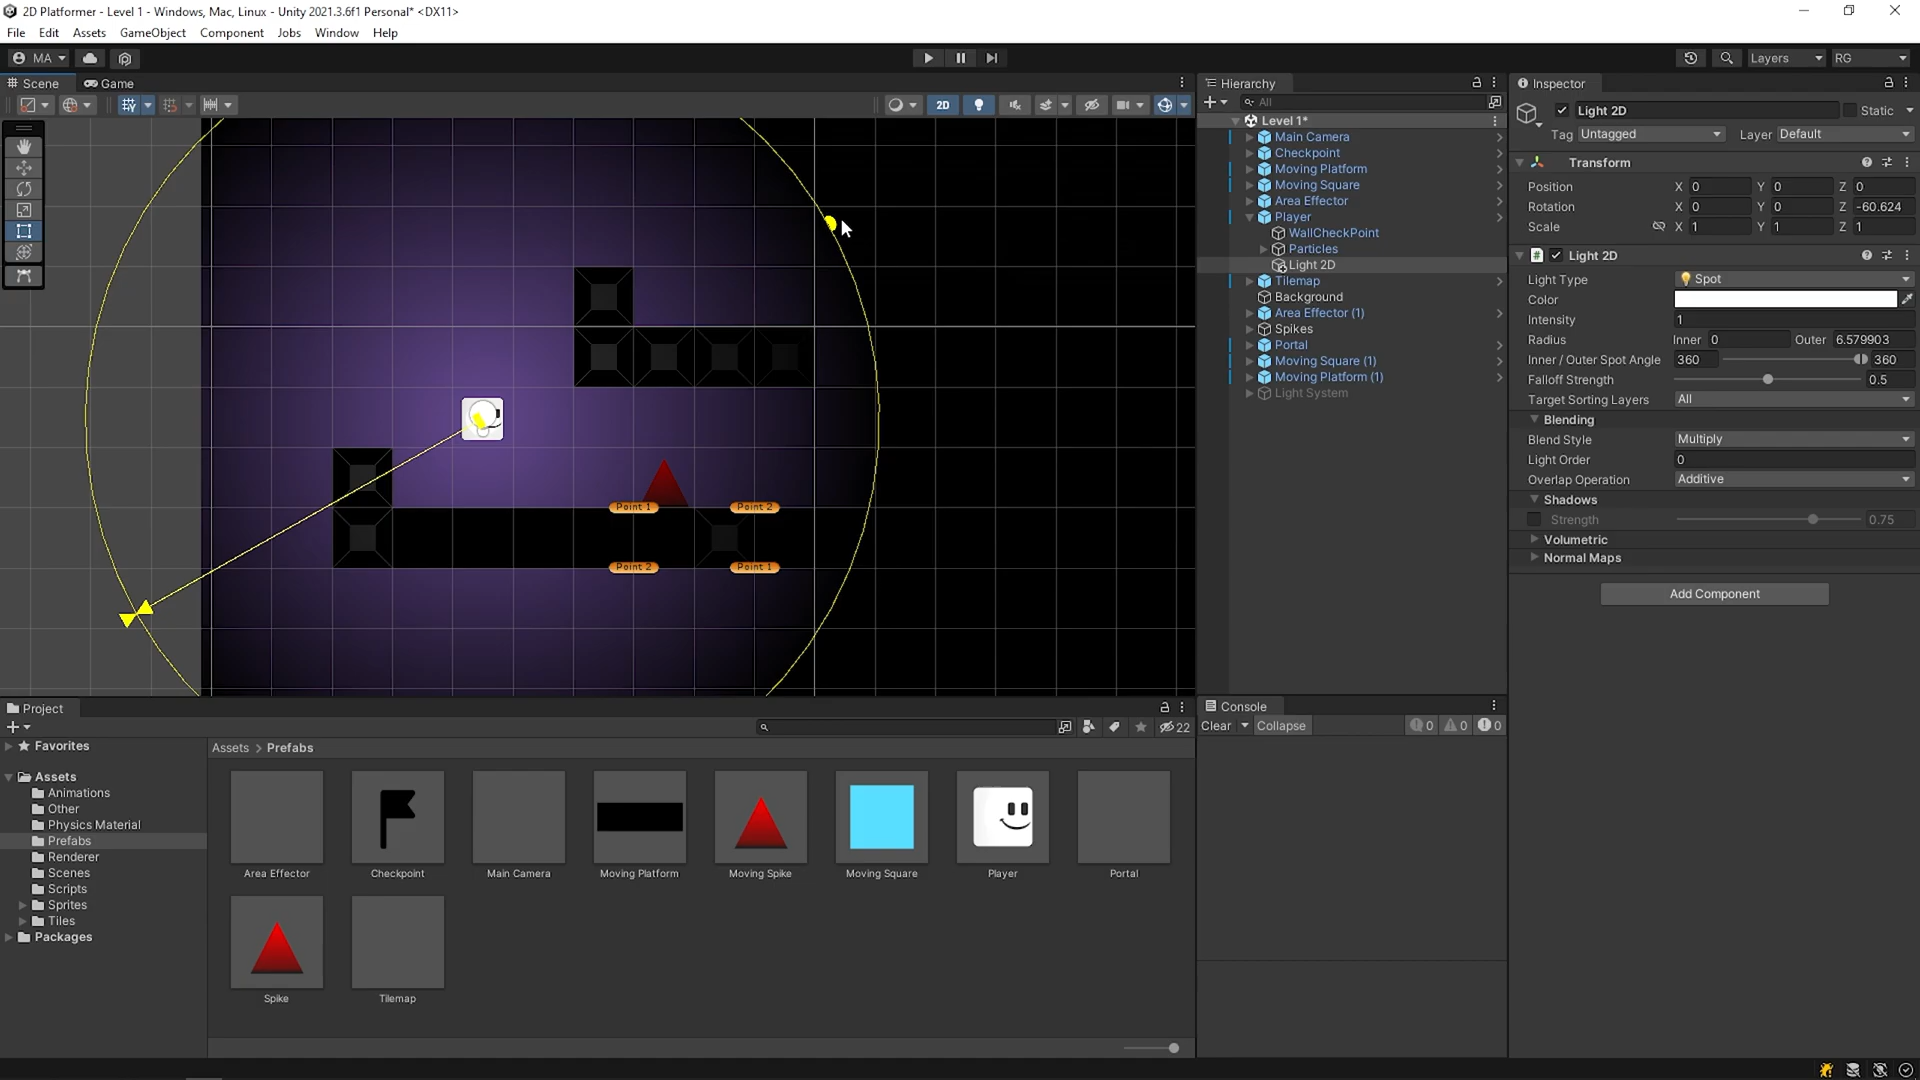 2D Platformer - Level 1 - Windows, Mac, Linux - Unity 2021.3.6f1 Personal* <DX11>
File Edit Assets GameObject Component Jobs Window Help
MA Layers RG
Scene Game
2D
Point 1 Point 2
Point 2 Point 1
Hierarchy
All
Level 1*
Main Camera
Checkpoint
Moving Platform
Moving Square
Area Effector
Player
WallCheckPoint
Particles
Light 2D
Tilemap
Background
Area Effector (1)
Spikes
Portal
Moving Square (1)
Moving Platform (1)
Light System
Inspector
Light 2D Static
Tag Untagged Layer Default
Transform
Position X 0 Y 0 Z 0
Rotation X 0 Y 0 Z -60.624
Scale X 1 Y 1 Z 1
Light 2D
Light Type Spot
Color
Intensity 1
Radius Inner 0 Outer 6.579903
Inner / Outer Spot Angle 360 360
Falloff Strength 0.5
Target Sorting Layers All
Blending
Blend Style Multiply
Light Order 0
Overlap Operation Additive
Shadows
Strength 0.75
Volumetric
Normal Maps
Add Component
Project
22
Favorites
Assets
Animations
Other
Physics Material
Prefabs
Renderer
Scenes
Scripts
Sprites
Tiles
Packages
Assets > Prefabs
Area Effector Checkpoint Main Camera Moving Platform Moving Spike Moving Square Player Portal
Spike Tilemap
Console
Clear Collapse 0 0 0